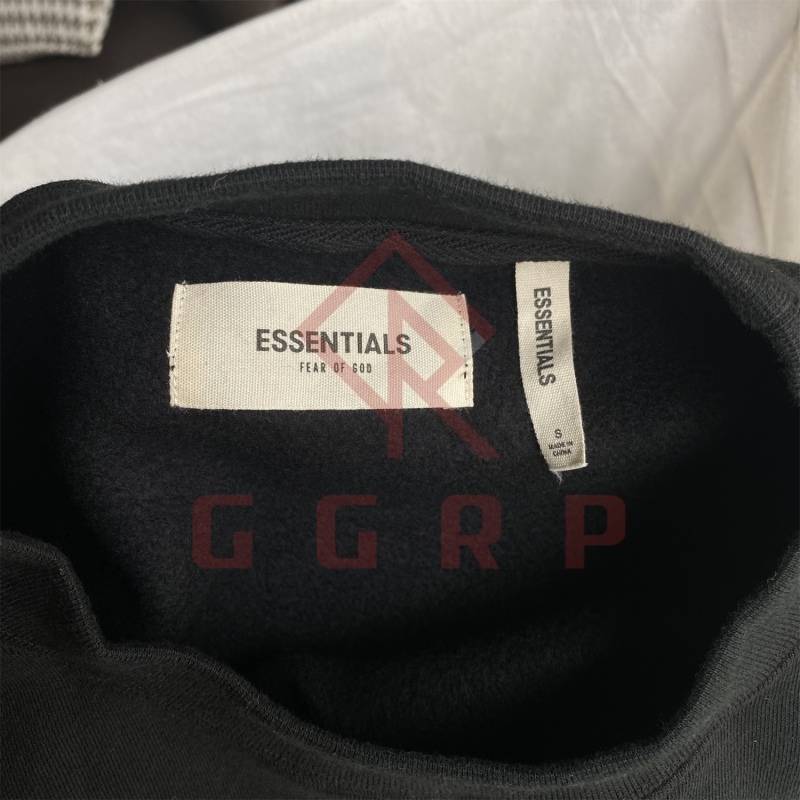 ESSENTIALS
FEAR OF GOD
ESSENTIALS
S
MADE IN
CHINA
GGRP